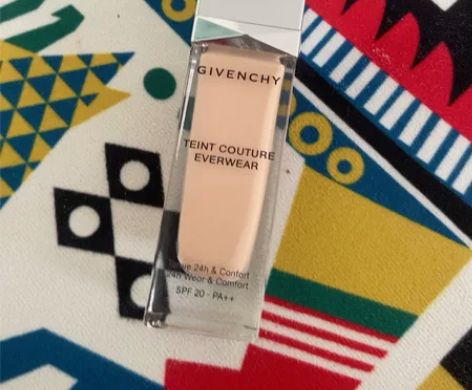 GIVENCHY
TEINT COUTURE
EVERWEAR
24h & Confort
24h Wear & Comfort
SPF 20 - PA++